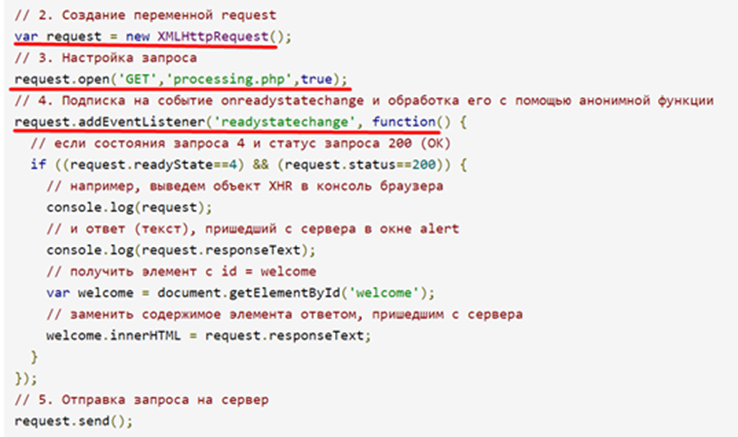 // 2. Создание переменной request
var request = new XMLHttpRequest();
// 3. Настройка запроса
request.open('GET','processing.php',true);
// 4. Подписка на событие onreadystatechange и обработка его с помощью анонимной функции
request.addEventListener('readystatechange', function() {
// если состояния запроса 4 и статус запроса 200 (OK)
if ((request.readyState==4) && (request.status==200)) {
// например, выведем объект XHR в консоль браузера
console.log(request);
// и ответ (текст), пришедший с сервера в окне alert
console.log(request.responseText);
// получить элемент c id = welcome
var welcome = document.getElementById('welcome');
// заменить содержимое элемента ответом, пришедшим с сервера
welcome.innerHTML = request.responseText;
}
});
// 5. Отправка запроса на сервер
request.send();